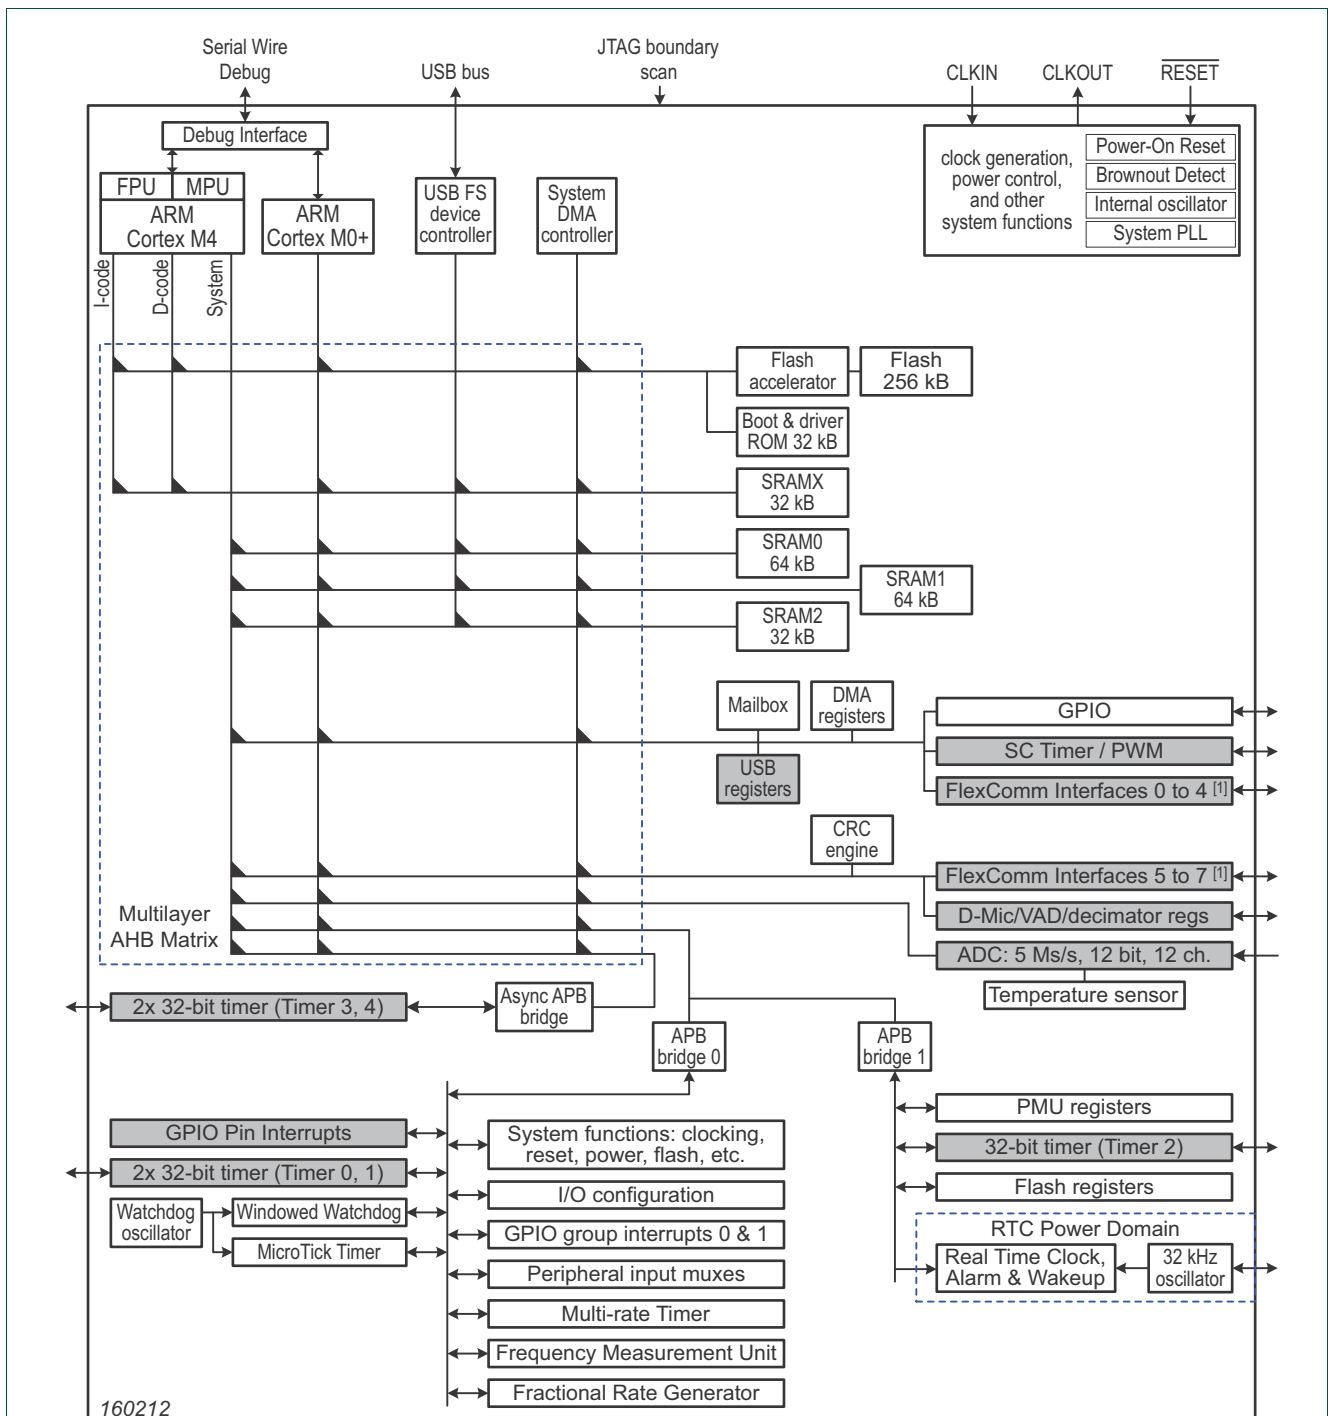 Serial Wire
Debug
USB bus
JTAG boundary
scan
CLKIN
CLKOUT
RESET
Debug Interface
FPU
MPU
ARM
Cortex M4
ARM
Cortex M0+
USB FS
device
controller
System
DMA
controller
clock generation,
power control,
and other
system functions
Power-On Reset
Brownout Detect
Internal oscillator
System PLL
I-code
D-code
System
Flash
accelerator
Flash
256 kB
Boot & driver
ROM 32 kB
SRAMX
32 kB
SRAM0
64 kB
SRAM1
64 kB
SRAM2
32 kB
Mailbox
DMA
registers
USB
registers
GPIO
SC Timer / PWM
FlexComm Interfaces 0 to 4 [1]
CRC
engine
FlexComm Interfaces 5 to 7 [1]
D-Mic/VAD/decimator regs
ADC: 5 Ms/s, 12 bit, 12 ch.
Temperature sensor
Multilayer
AHB Matrix
2x 32-bit timer (Timer 3, 4)
Async APB
bridge
APB
bridge 0
APB
bridge 1
GPIO Pin Interrupts
2x 32-bit timer (Timer 0, 1)
Watchdog
oscillator
Windowed Watchdog
MicroTick Timer
System functions: clocking,
reset, power, flash, etc.
I/O configuration
GPIO group interrupts 0 & 1
Peripheral input muxes
Multi-rate Timer
Frequency Measurement Unit
Fractional Rate Generator
PMU registers
32-bit timer (Timer 2)
Flash registers
RTC Power Domain
Real Time Clock,
Alarm & Wakeup
32 kHz
oscillator
160212